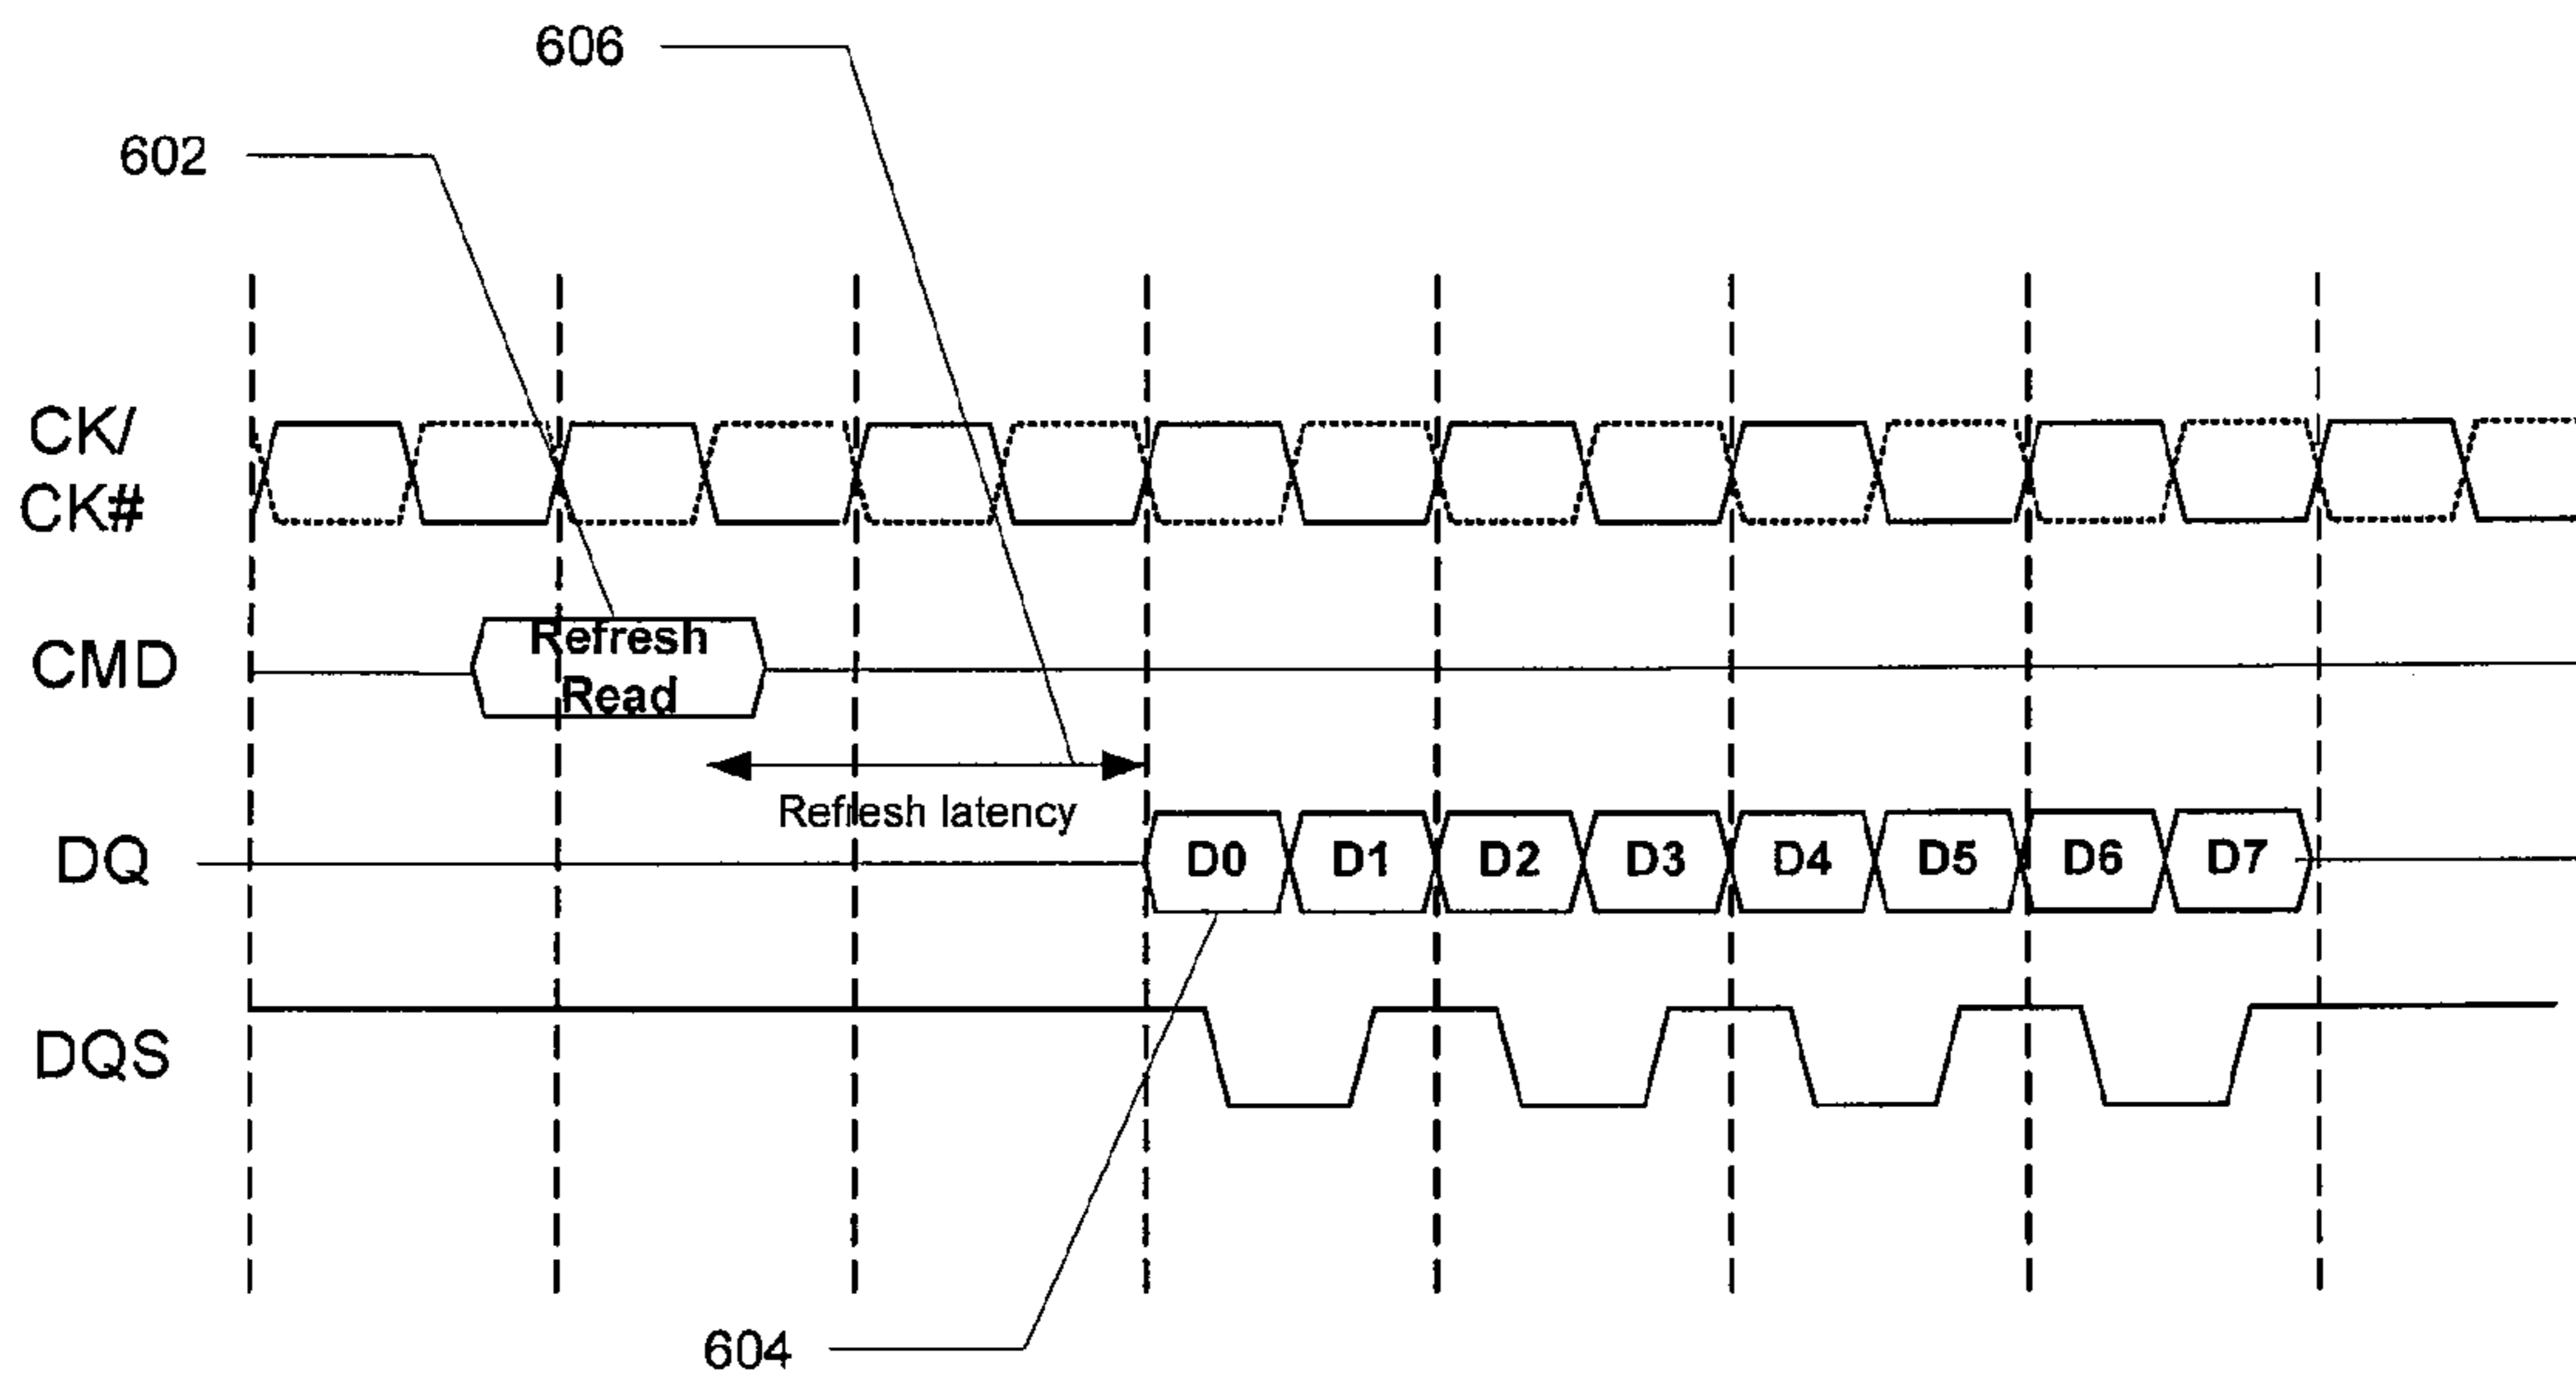 606
602
CK/
CK#
CMD
Refresh
Read
Refresh latency
DQ
D0 D1 D2 D3 D4 D5 D6 D7
DQS
604